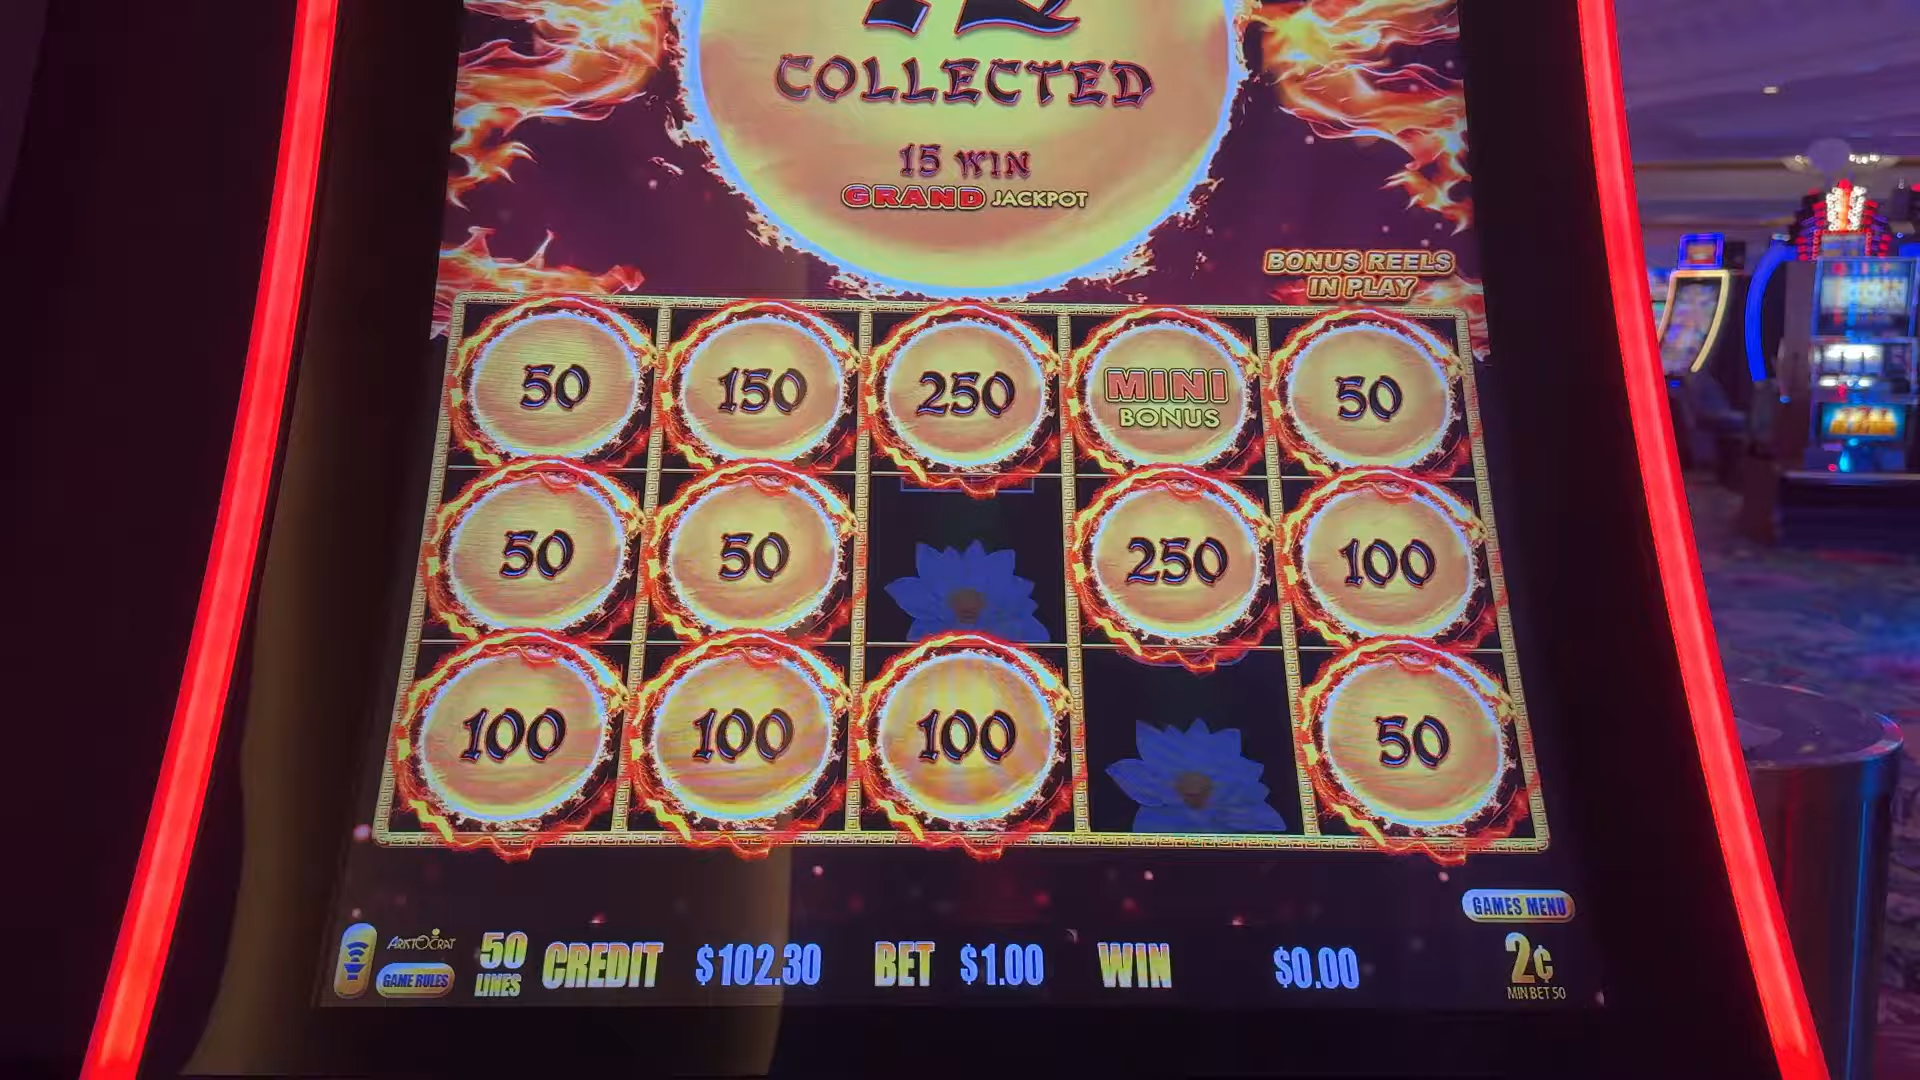 COLLECTED
15 WIN
GRAND JACKPOT
BONUS REELS
IN PLAY
50 150 250 MINI BONUS 50
50 50 250 100
100 100 100 50
GAMES MENU
ARISTOCRAT
GAME RULES
50 LINES
CREDIT $102.30 BET $1.00 WIN $0.00
2¢
MIN BET 50